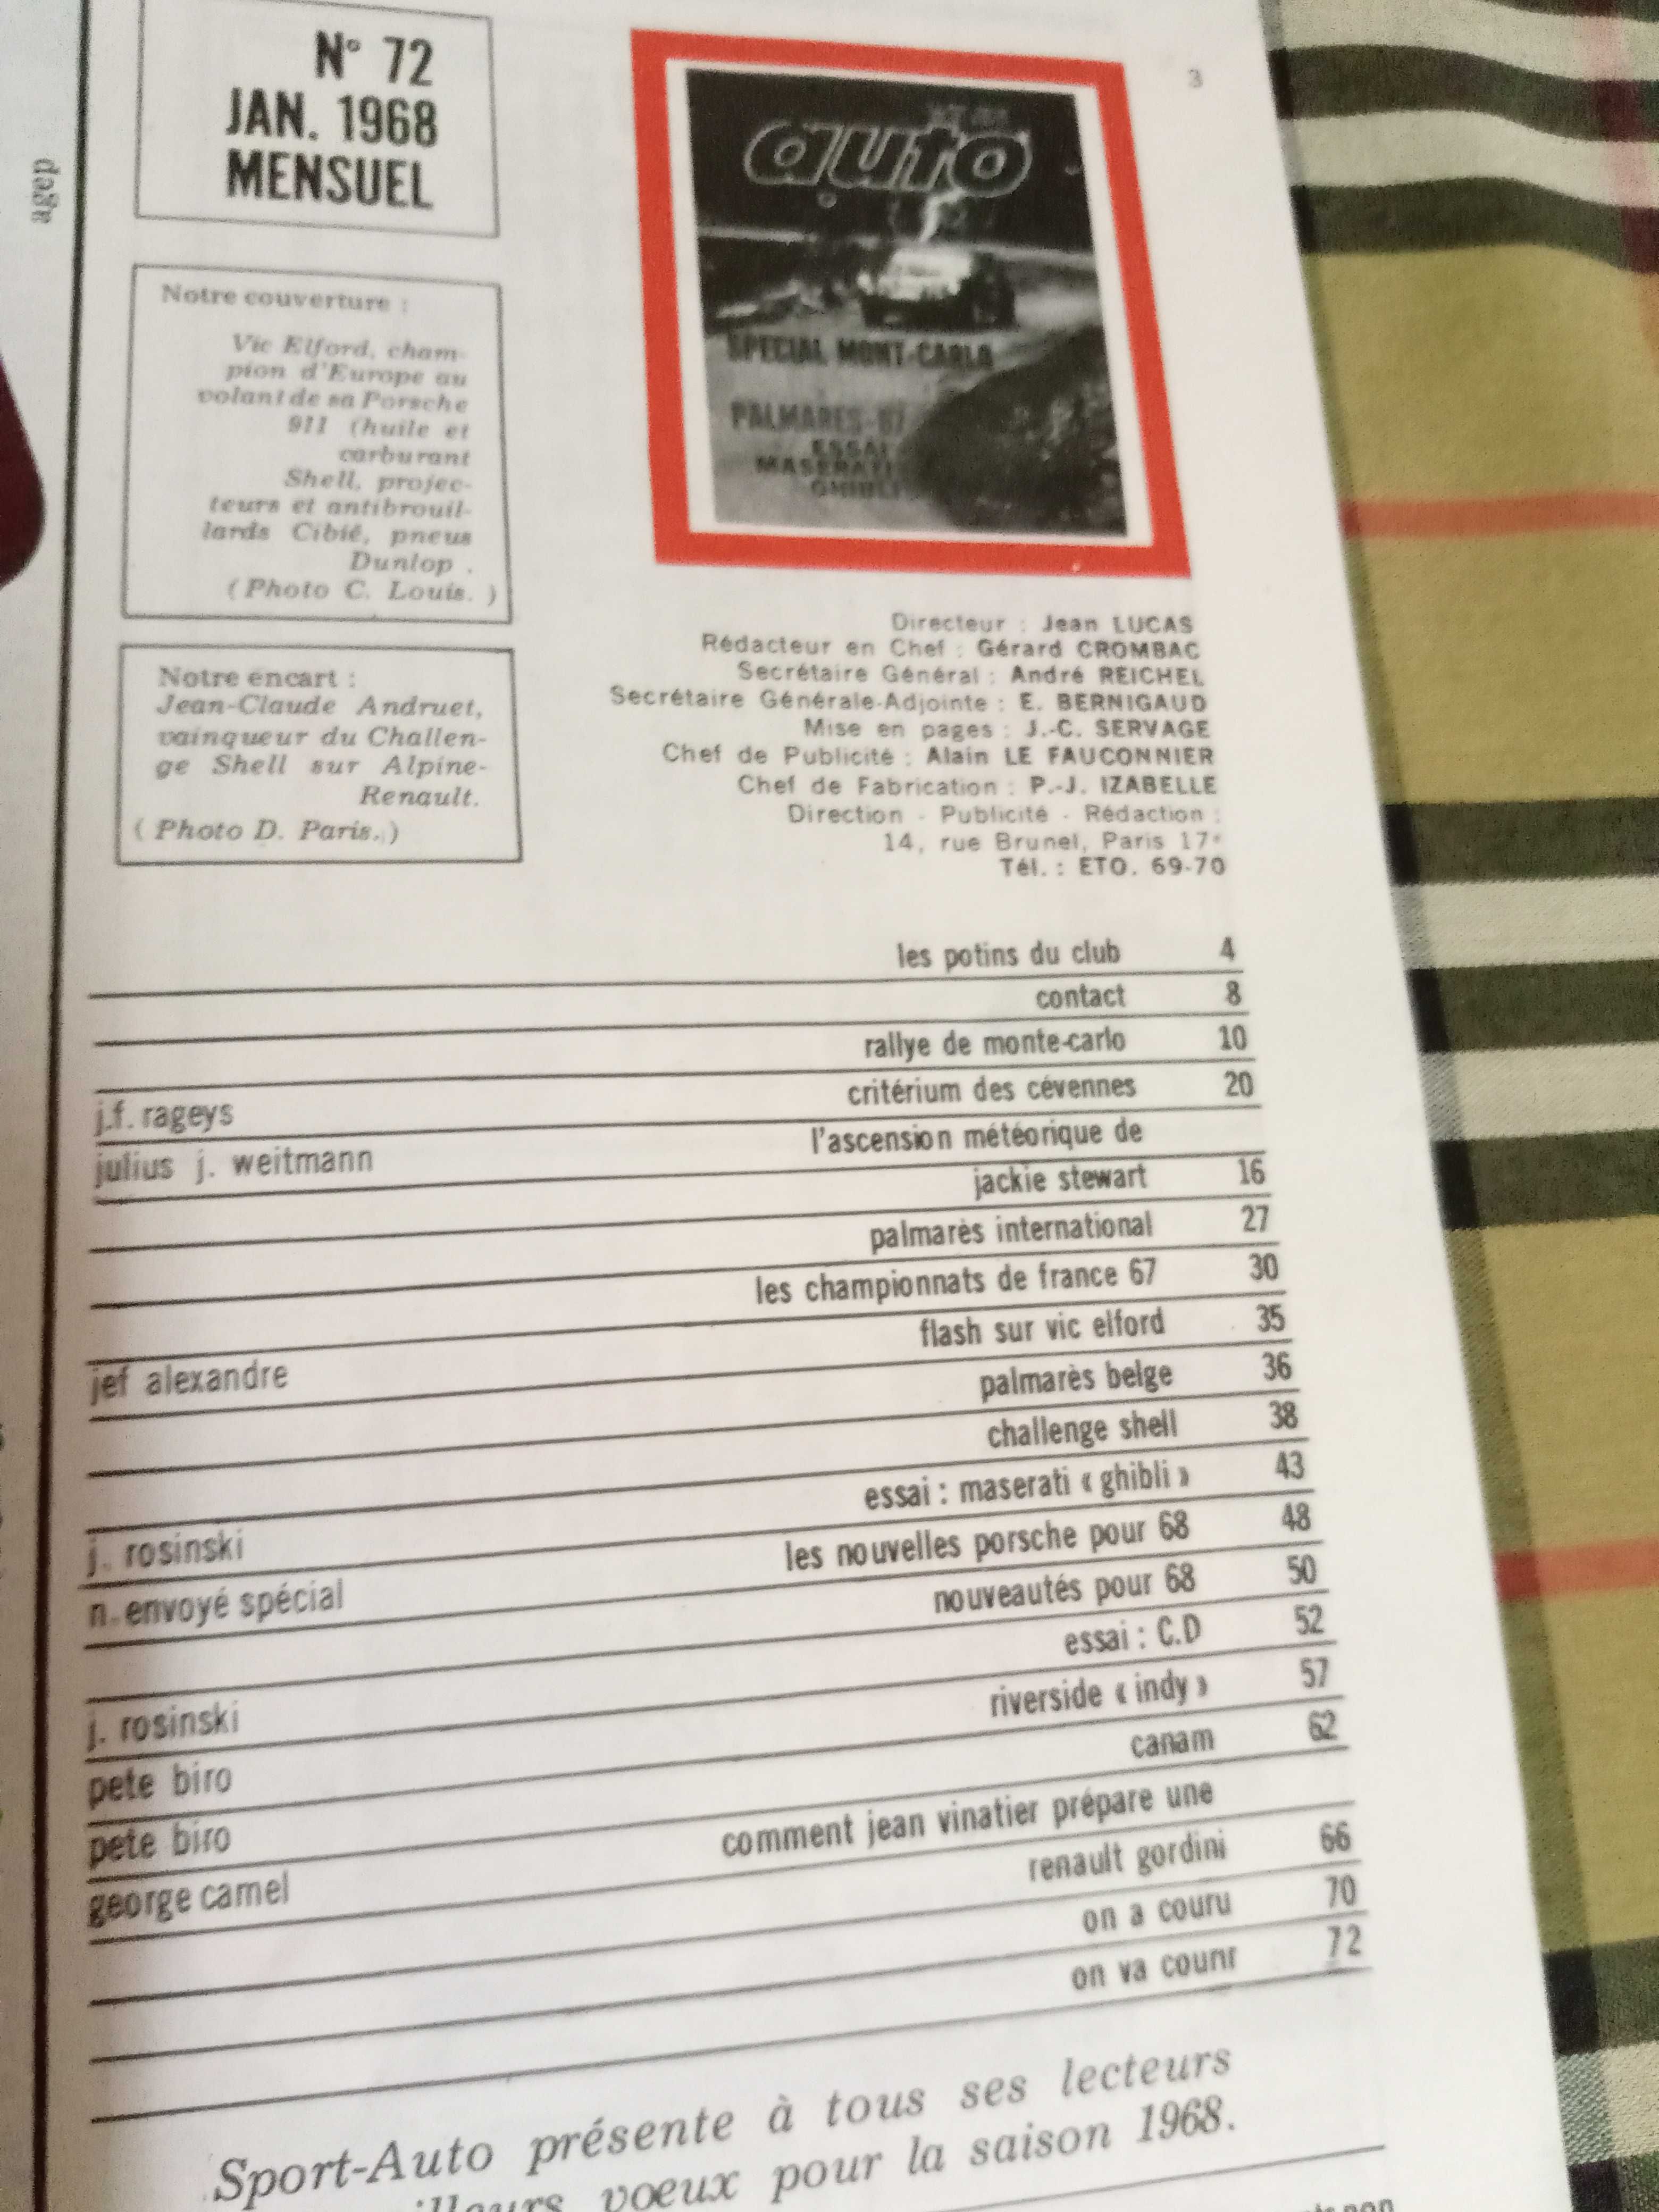 agep
N° 72
JAN. 1968
MENSUEL
3
auto
SPECIAL MONT-CARLO
PALMARES-67
ESSAI
MASERATI
GHIBLI
Notre couverture :
Vic Elford, cham-
pion d'Europe au
volant de sa Porsche
911 (huile et
carburant
Shell, projec-
teurs et antibrouil-
lards Cibié, pneus
Dunlop .
( Photo C. Louis. )
Notre encart :
Jean-Claude Andruet,
vainqueur du Challen-
ge Shell sur Alpine-
Renault.
( Photo D. Paris. )
Directeur : Jean LUCAS
Rédacteur en Chef : Gérard CROMBAC
Secrétaire Général : André REICHEL
Secrétaire Générale-Adjointe : E. BERNIGAUD
Mise en pages : J.-C. SERVAGE
Chef de Publicité : Alain LE FAUCONNIER
Chef de Fabrication : P.-J. IZABELLE
Direction - Publicité - Rédaction :
14, rue Brunel, Paris 17e
Tél. : ETO. 69-70
les potins du club 4
contact 8
rallye de monte-carlo 10
j.f. rageys critérium des cévennes 20
julius j. weitmann l'ascension météorique de
jackie stewart 16
palmarès international 27
les championnats de france 67 30
jef alexandre flash sur vic elford 35
palmarès belge 36
challenge shell 38
j. rosinski essai : maserati « ghibli » 43
n. envoyé spécial les nouvelles porsche pour 68 48
nouveautés pour 68 50
j. rosinski essai : C.D 52
pete biro riverside « indy » 57
pete biro canam 62
george camel comment jean vinatier prépare une
renault gordini 66
on a couru 70
on va courir 72
Sport-Auto présente à tous ses lecteurs
voeux pour la saison 1968.